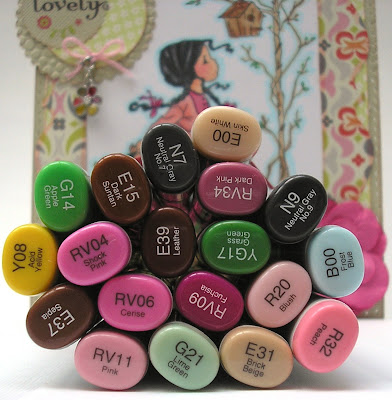 lovely
E00
Skin White
N7
Neutral Gray
No.7
G14
Apple
Green
E15
Dark
Suntan
RV34
Dark Pink
N9
Neutral Gray
No.9
Y08
Acid
Yellow
RV04
Shock
Pink
E39
Leather
YG17
Grass
Green
B00
Frost
Blue
E37
Sepia
RV06
Cerise
RV09
Fuchsia
R20
Blush
R32
Peach
RV11
Pink
G21
Lime
Green
E31
Brick
Beige